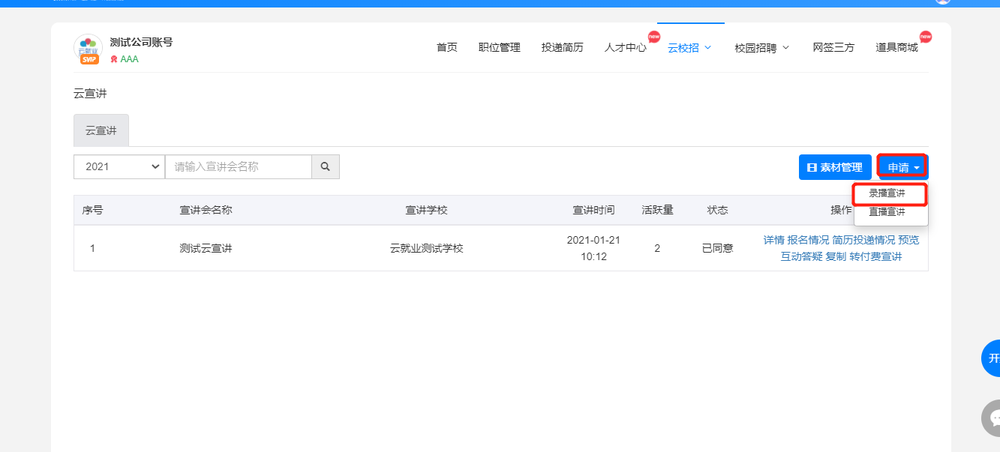 测试公司账号
SVIP
AAA
首页 职位管理 投递简历 人才中心 new 云校招 校园招聘 网签三方 道具商城 new
云宣讲
云宣讲
2021 请输入宣讲会名称 素材管理 申请
录播宣讲
直播宣讲
序号 宣讲会名称 宣讲学校 宣讲时间 活跃量 状态 操作
1 测试云宣讲 云就业测试学校 2021-01-21 10:12 2 已同意 详情 报名情况 简历投递情况 预览
互动答疑 复制 转付费宣讲
开